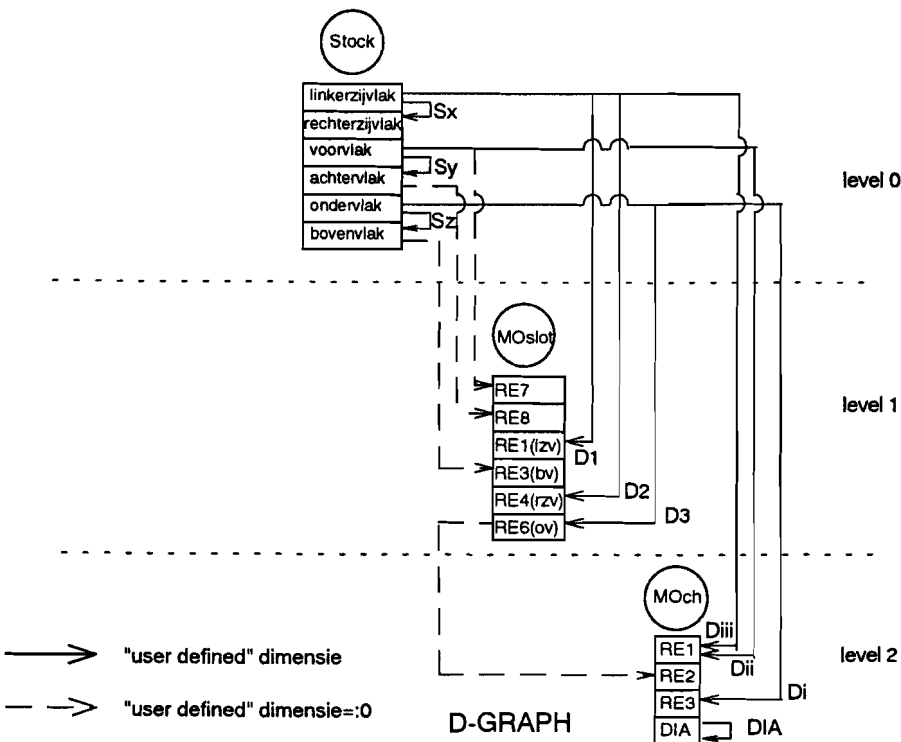 Stock
linkerzijvlak
Sx
rechterzijvlak
voorvlak
Sy
achtervlak
level 0
ondervlak
Sz
bovenvlak
MOslot
RE7
level 1
RE8
RE1(lzv)
D1
RE3(bv)
RE4(rzv)
D2
RE6(ov)
D3
MOch
Diii
RE1
"user defined" dimensie
Dii
level 2
RE2
Di
RE3
"user defined" dimensie=:0
D-GRAPH
DIA
DIA